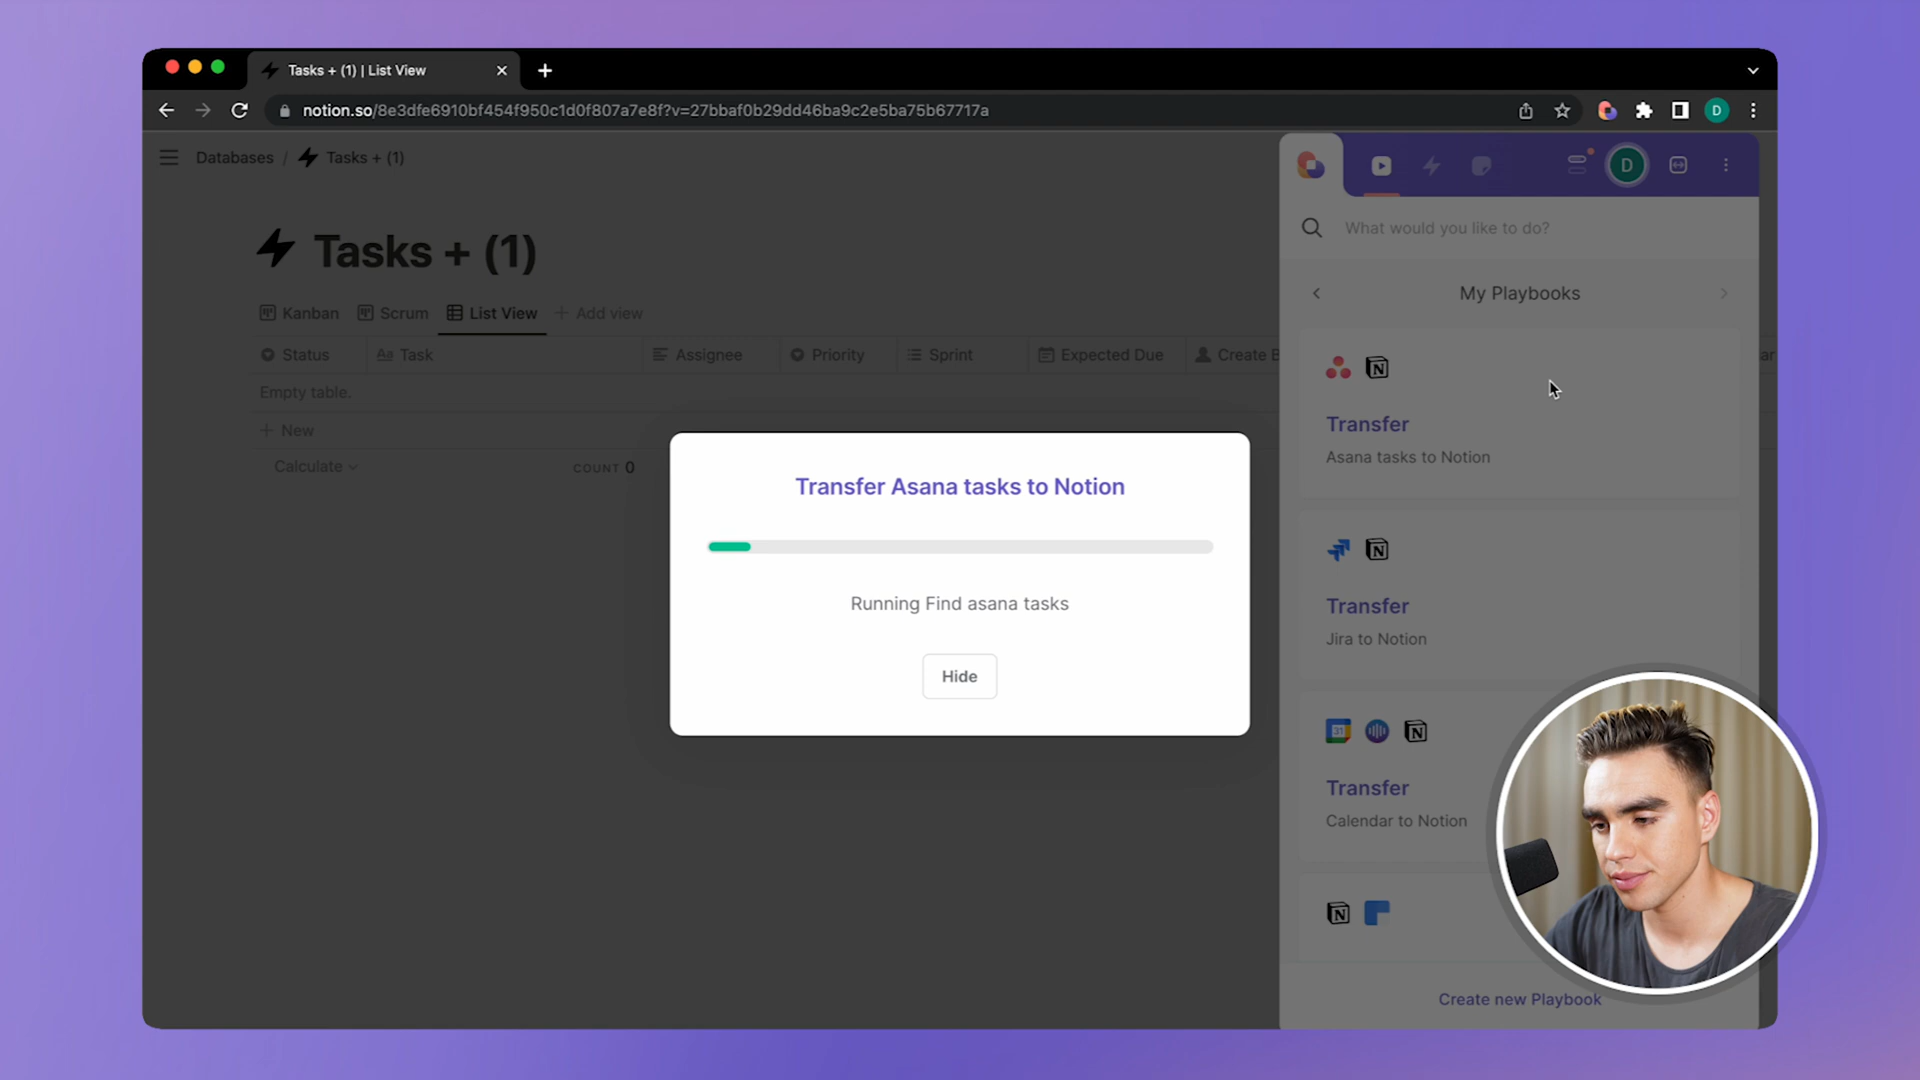 Tasks + (1) | List View
notion.so/8e3dfe6910bf454f950c1d0f807a7e8f?v=27bbaf0b29dd46ba9c2e5ba75b67717a
D
Databases / Tasks + (1)
D
What would you like to do?
Tasks + (1)
My Playbooks
Kanban Scrum List View + Add view
Status Aa Task Assignee Priority Sprint Expected Due Create B ar
Empty table.
+ New
Calculate COUNT 0
Transfer
Asana tasks to Notion
Transfer Asana tasks to Notion
Running Find asana tasks
Hide
Transfer
Jira to Notion
31
Transfer
Calendar to Notion
Create new Playbook